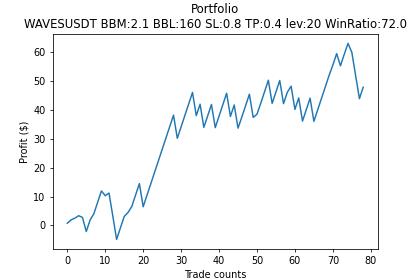 Portfolio
WAVESUSDT BBM:2.1 BBL:160 SL:0.8 TP:0.4 lev:20 WinRatio:72.0
60
50
40
30
20
10
0
Profit ($)
0 10 20 30 40 50 60 70 80
Trade counts